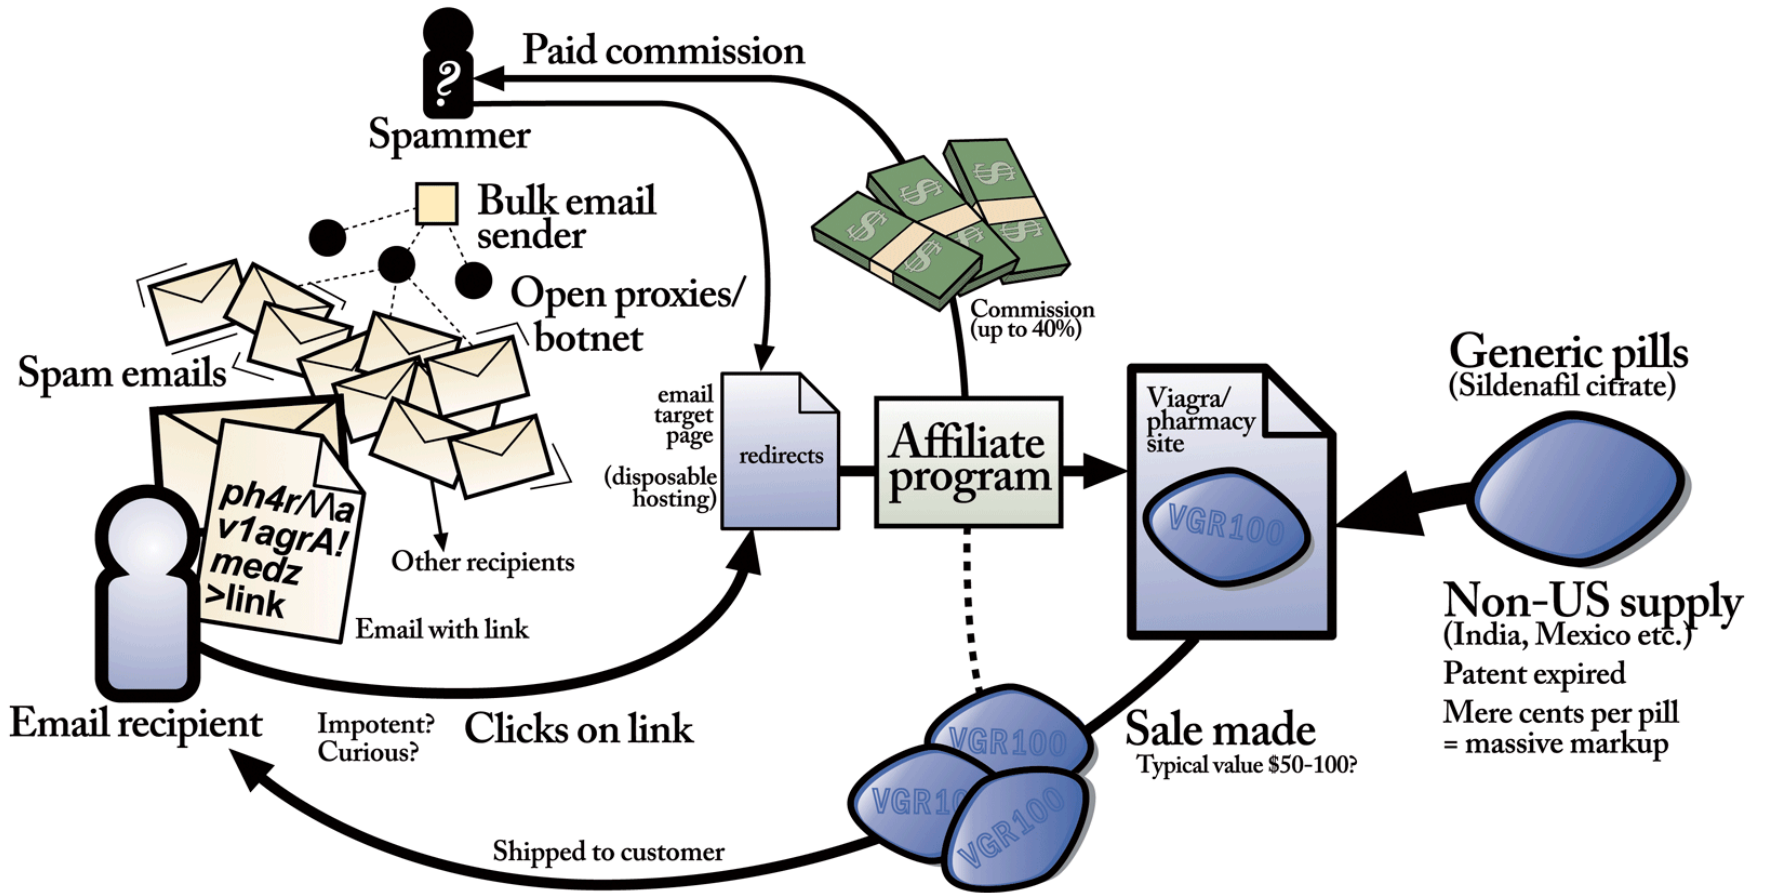 Paid commission
?
Spammer
Bulk email
sender
Open proxies/
botnet
Spam emails
ph4r/\/\a
v1agrA!
medz
>link
Other recipients
Email with link
Email recipient
Impotent?
Curious?
Clicks on link
email
target
page
(disposable
hosting)
redirects
$ $ $
$ $ $
Commission
(up to 40%)
Affiliate
program
Viagra/
pharmacy
site
VGR100
Generic pills
(Sildenafil citrate)
Non-US supply
(India, Mexico etc.)
Patent expired
Mere cents per pill
= massive markup
Sale made
Typical value $50-100?
VGR100
VGR10
VGR100
Shipped to customer